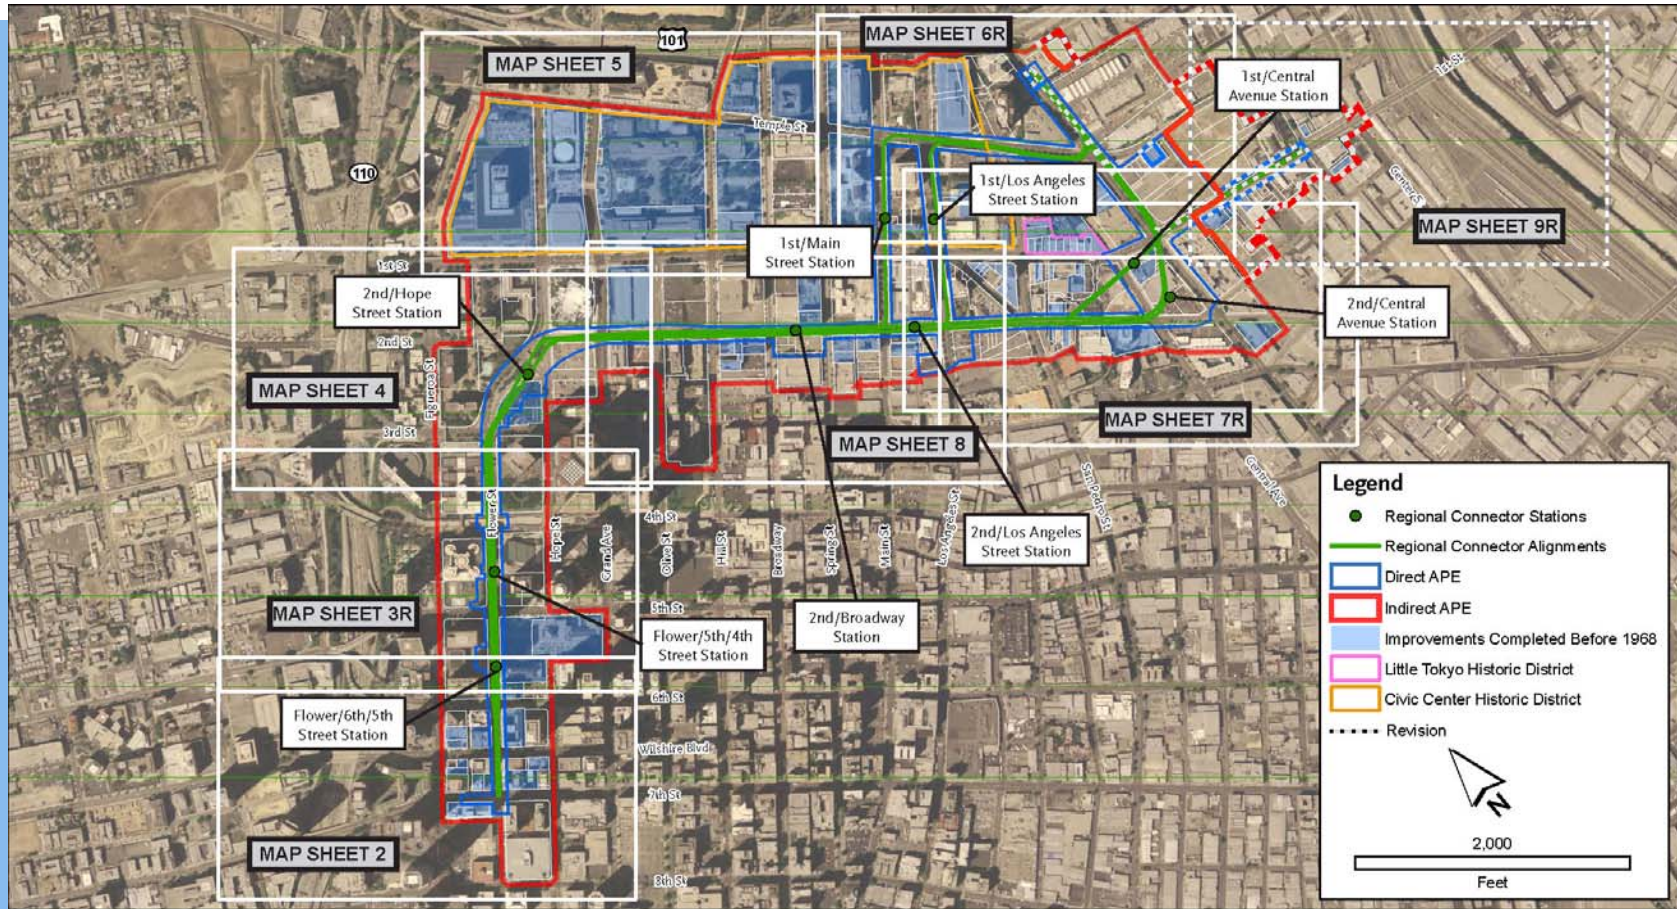 MAP SHEET 5
101
MAP SHEET 6R
1st/Central
Avenue Station
1st St
Temple St
110
1st/Los Angeles
Street Station
Center S
MAP SHEET 9R
1st/Main
Street Station
1st St
2nd/Hope
Street Station
2nd St
2nd/Central
Avenue Station
MAP SHEET 4
Figueroa St
3rd St
MAP SHEET 8
MAP SHEET 7R
Central Ave
San Pedro St
Flower St
Hope St
Grand Ave
4th St
Olive St
Hill St
Broadway
Spring St
Main St
Los Angeles St
2nd/Los Angeles
Street Station
MAP SHEET 3R
5th St
Flower/5th/4th
Street Station
2nd/Broadway
Station
Flower/6th/5th
Street Station
6th St
Wilshire Blvd
7th St
MAP SHEET 2
8th St
Legend
Regional Connector Stations
Regional Connector Alignments
Direct APE
Indirect APE
Improvements Completed Before 1968
Little Tokyo Historic District
Civic Center Historic District
Revision
N
2,000
Feet